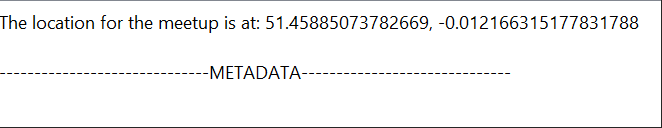 The location for the meetup is at: 51.45885073782669, -0.012166315177831788
------------------------------METADATA------------------------------